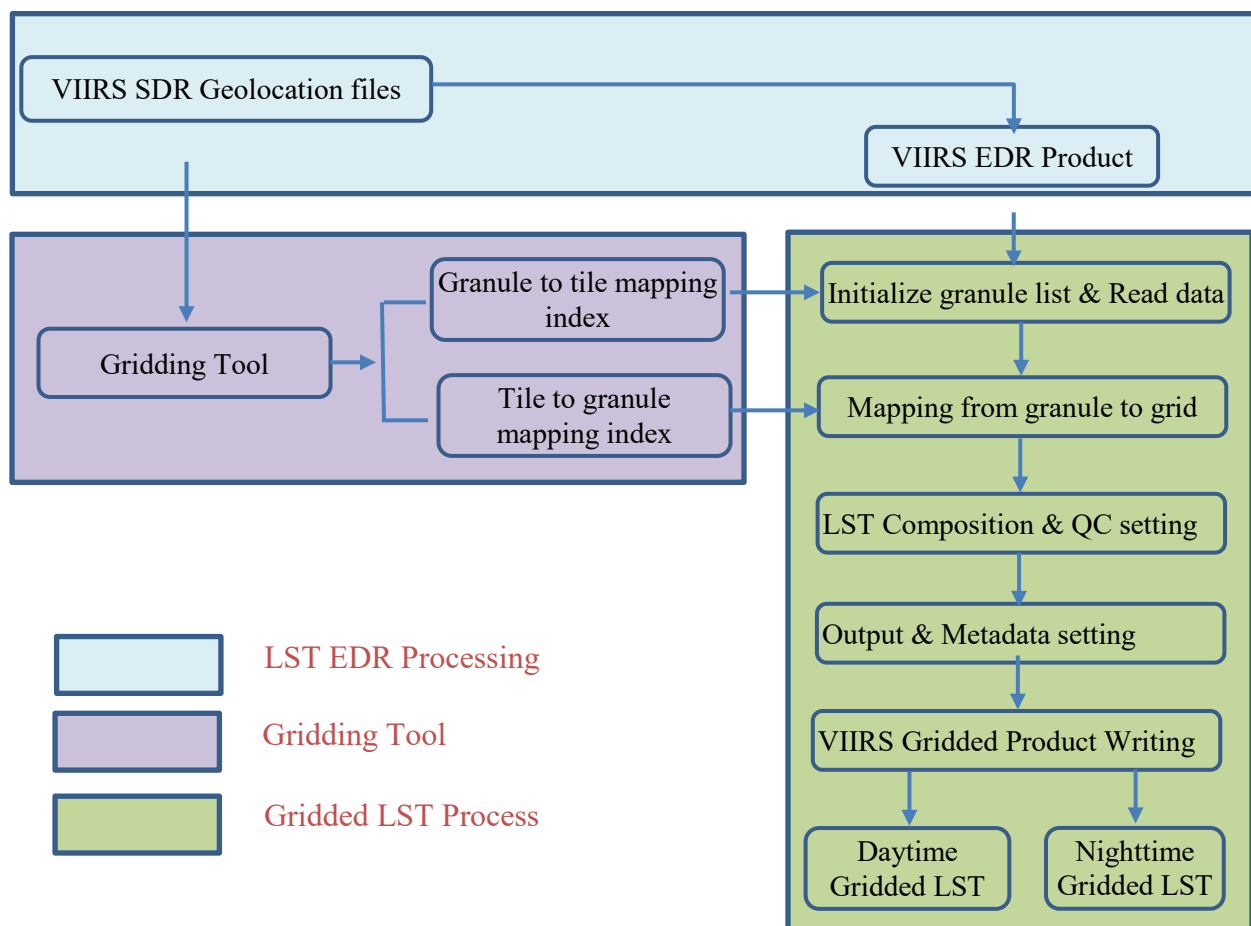 VIIRS SDR Geolocation files
VIIRS EDR Product
Granule to tile mapping
index
Initialize granule list & Read data
Gridding Tool
Tile to granule
mapping index
Mapping from granule to grid
LST Composition & QC setting
Output & Metadata setting
LST EDR Processing
Gridding Tool
VIIRS Gridded Product Writing
Gridded LST Process
Daytime
Gridded LST
Nighttime
Gridded LST